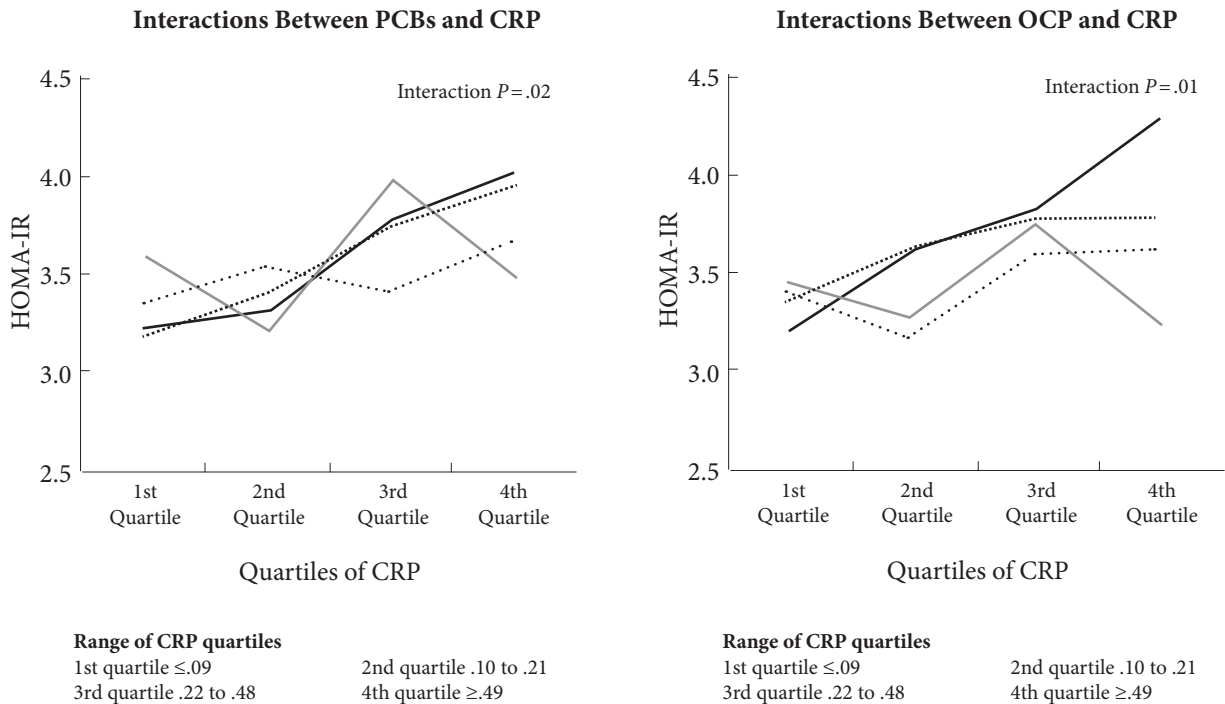 Interactions Between PCBs and CRP
4.5
Interaction P=.02
4.0
3.5
3.0
2.5
HOMA-IR
1st Quartile
2nd Quartile
3rd Quartile
4th Quartile
Quartiles of CRP
Range of CRP quartiles
1st quartile ≤.09
2nd quartile .10 to .21
3rd quartile .22 to .48
4th quartile ≥.49
Interactions Between OCP and CRP
4.5
Interaction P=.01
4.0
3.5
3.0
2.5
HOMA-IR
1st Quartile
2nd Quartile
3rd Quartile
4th Quartile
Quartiles of CRP
Range of CRP quartiles
1st quartile ≤.09
2nd quartile .10 to .21
3rd quartile .22 to .48
4th quartile ≥.49